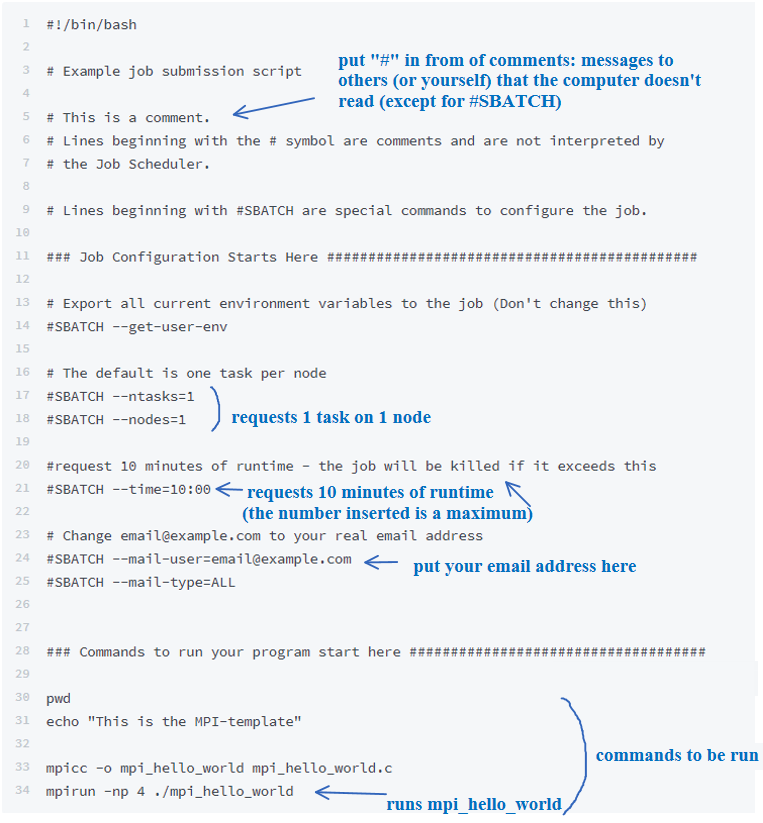 1 #!/bin/bash
2
3 # Example job submission script
put "#" in from of comments: messages to
others (or yourself) that the computer doesn't
read (except for #SBATCH)
4
5 # This is a comment.
6 # Lines beginning with the # symbol are comments and are not interpreted by
7 # the Job Scheduler.
8
9 # Lines beginning with #SBATCH are special commands to configure the job.
10
11 ### Job Configuration Starts Here #############################################
12
13 # Export all current environment variables to the job (Don't change this)
14 #SBATCH --get-user-env
15
16 # The default is one task per node
17 #SBATCH --ntasks=1
18 #SBATCH --nodes=1
requests 1 task on 1 node
19
20 #request 10 minutes of runtime - the job will be killed if it exceeds this
21 #SBATCH --time=10:00
requests 10 minutes of runtime
(the number inserted is a maximum)
22
23 # Change email@example.com to your real email address
24 #SBATCH --mail-user=email@example.com
put your email address here
25 #SBATCH --mail-type=ALL
26
27
28 ### Commands to run your program start here ####################################
29
30 pwd
31 echo "This is the MPI-template"
32
commands to be run
33 mpicc -o mpi_hello_world mpi_hello_world.c
34 mpirun -np 4 ./mpi_hello_world
runs mpi_hello_world